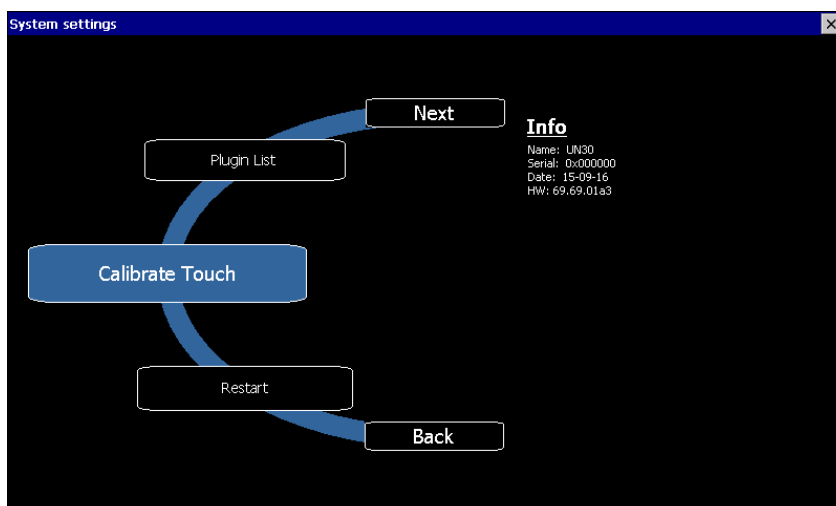 System settings
Next
Plugin List
Calibrate Touch
Restart
Back
Info
Name: UN30
Serial: 0x000000
Date: 15-09-16
HW: 69.69.01a3